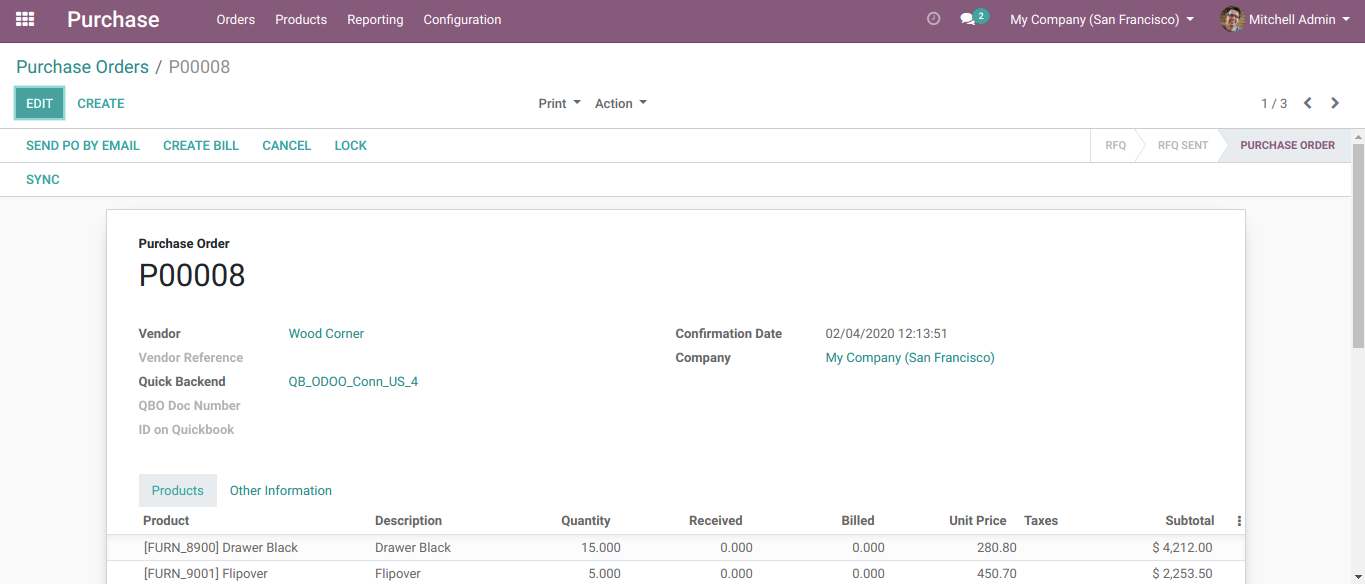 Purchase Orders Products Reporting Configuration 2 My Company (San Francisco) Mitchell Admin
Purchase Orders / P00008
EDIT CREATE Print Action 1 / 3
SEND PO BY EMAIL CREATE BILL CANCEL LOCK RFQ RFQ SENT PURCHASE ORDER
SYNC
Purchase Order
P00008
Vendor Wood Corner Confirmation Date 02/04/2020 12:13:51
Vendor Reference Company My Company (San Francisco)
Quick Backend QB_ODOO_Conn_US_4
QBO Doc Number
ID on Quickbook
Products Other Information
Product Description Quantity Received Billed Unit Price Taxes Subtotal
[FURN_8900] Drawer Black Drawer Black 15.000 0.000 0.000 280.80 $ 4,212.00
[FURN_9001] Flipover Flipover 5.000 0.000 0.000 450.70 $ 2,253.50